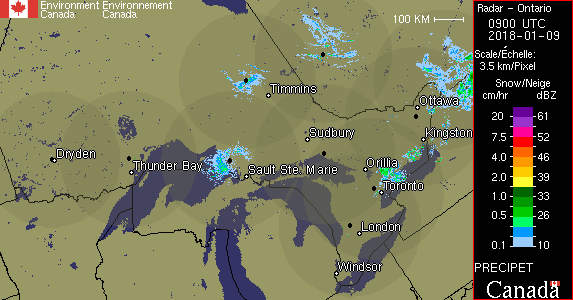 Environment Environnement
Canada Canada
100 KM
Timmins
Ottawa
Sudbury
Kingston
Dryden
Thunder Bay
Sault Ste. Marie
Orillia
Toronto
London
Windsor
Radar - Ontario
0900 UTC
2018-01-09
Scale/Échelle:
3.5 km/Pixel
Snow/Neige
cm/hr dBZ
20 61
7.5 52
4.0 46
2.0 39
1.0 33
0.5 26
0.1 10
PRECIPET
Canada